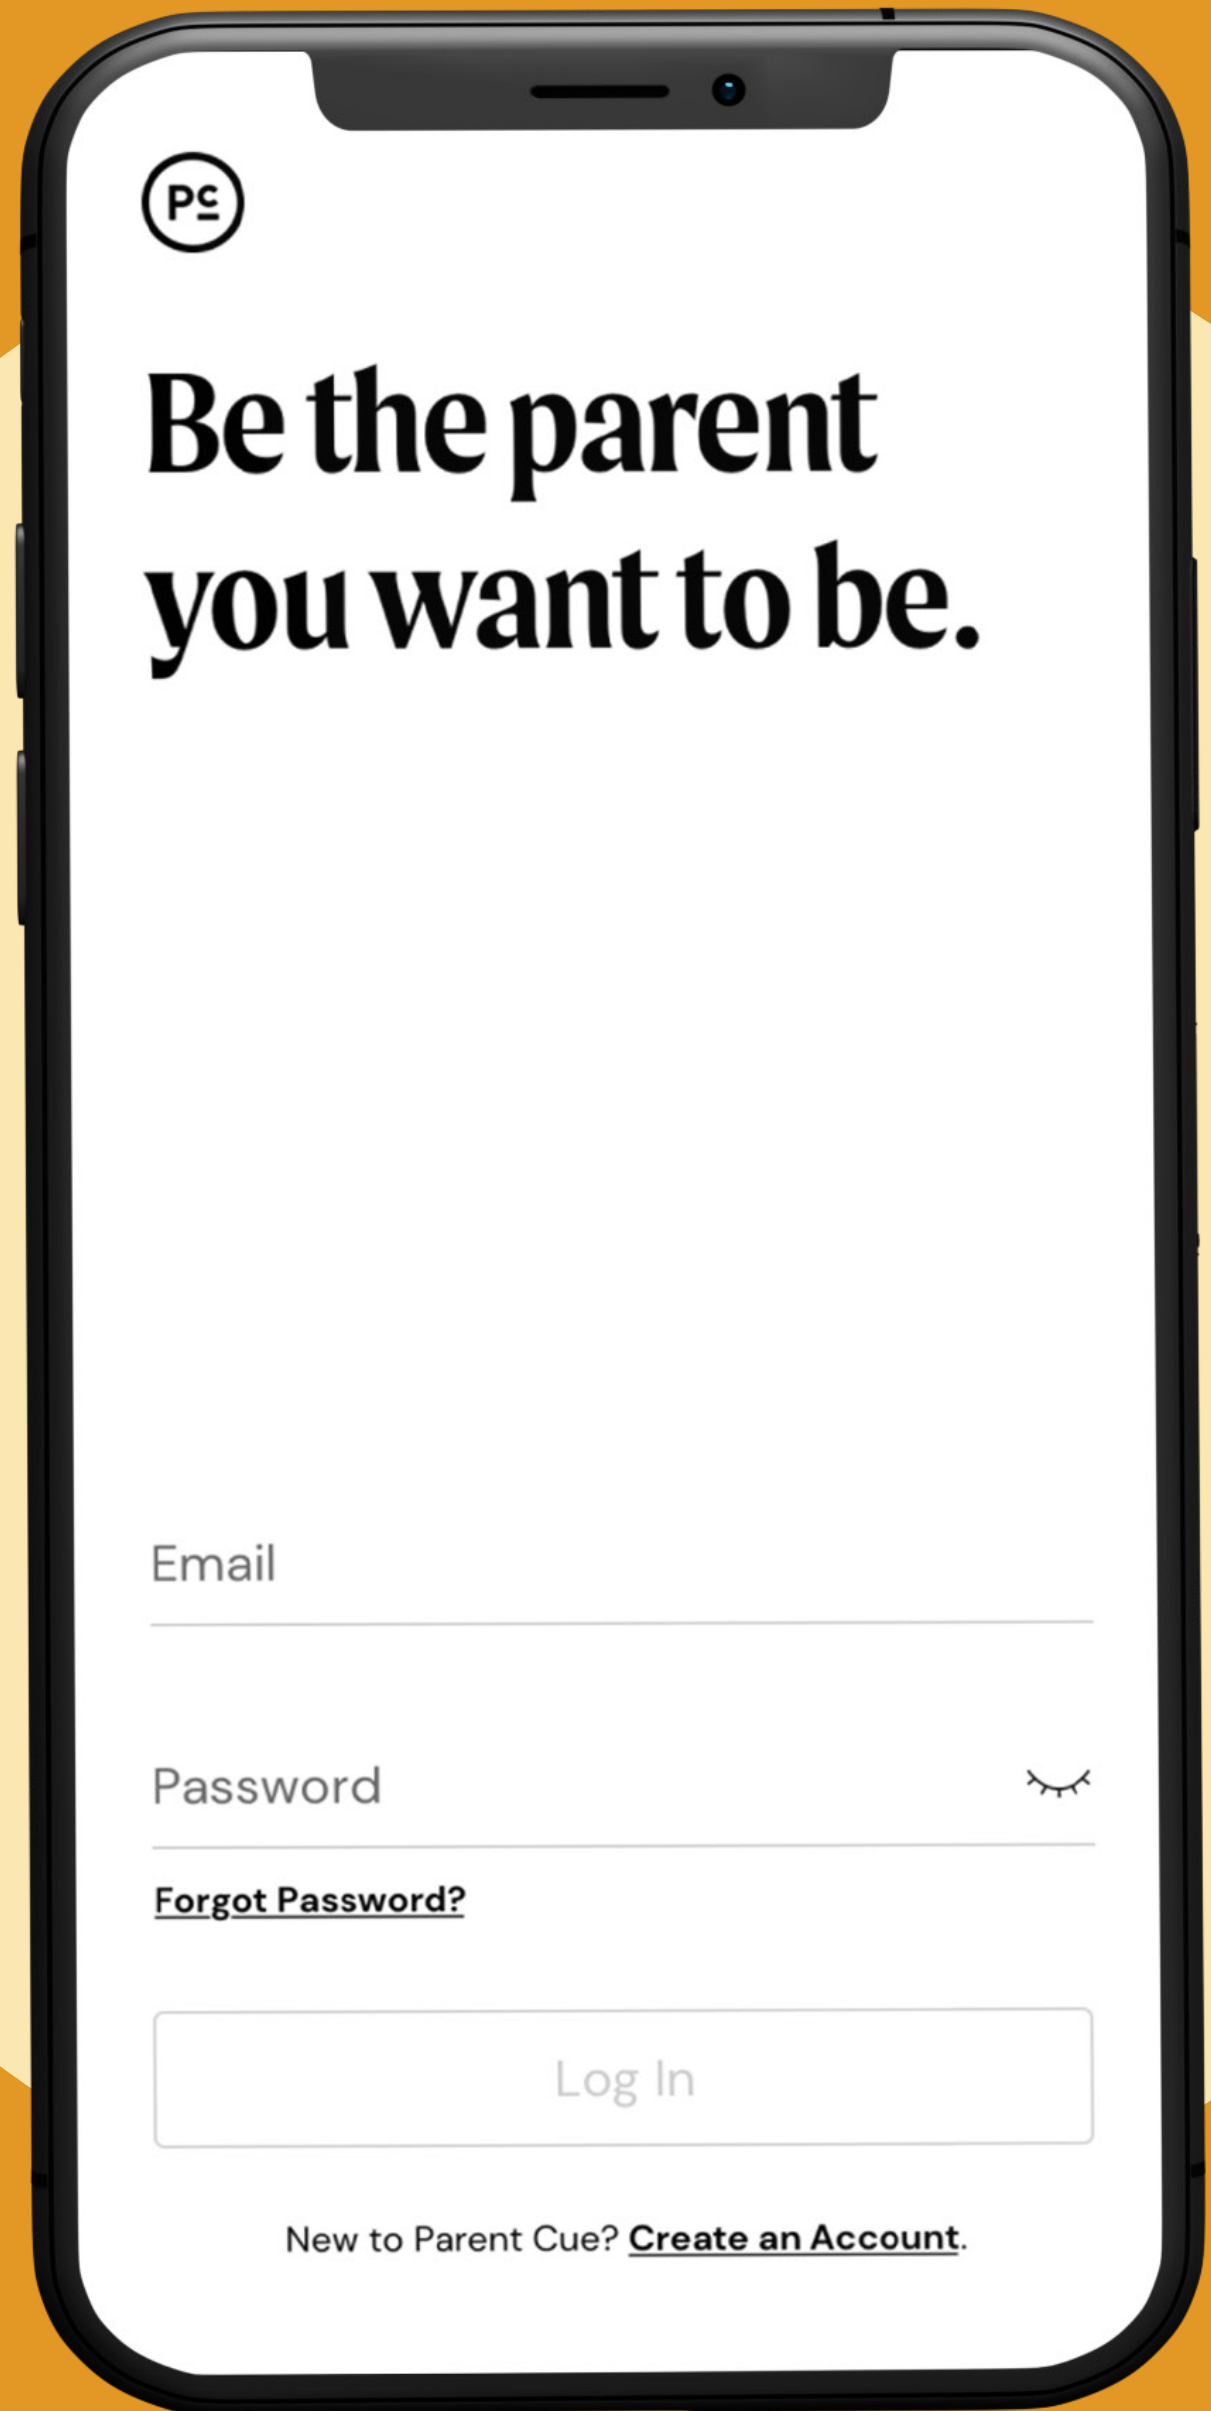 Pc
Be the parent
you want to be.
Email
Password
Forgot Password?
Log In
New to Parent Cue? Create an Account.